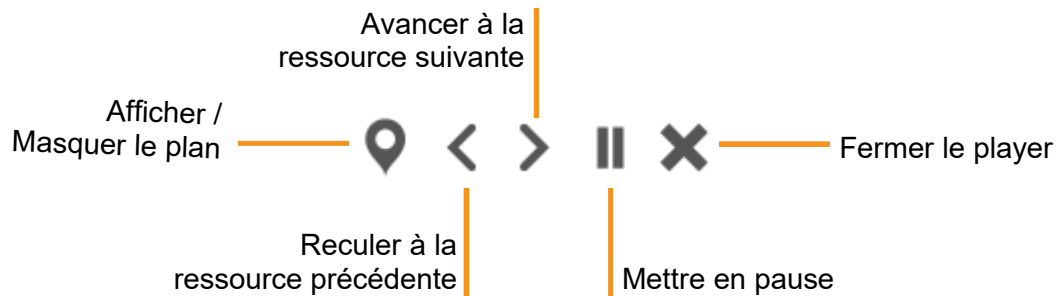 Avancer à la
ressource suivante
Afficher /
Masquer le plan
Fermer le player
Reculer à la
ressource précédente
Mettre en pause